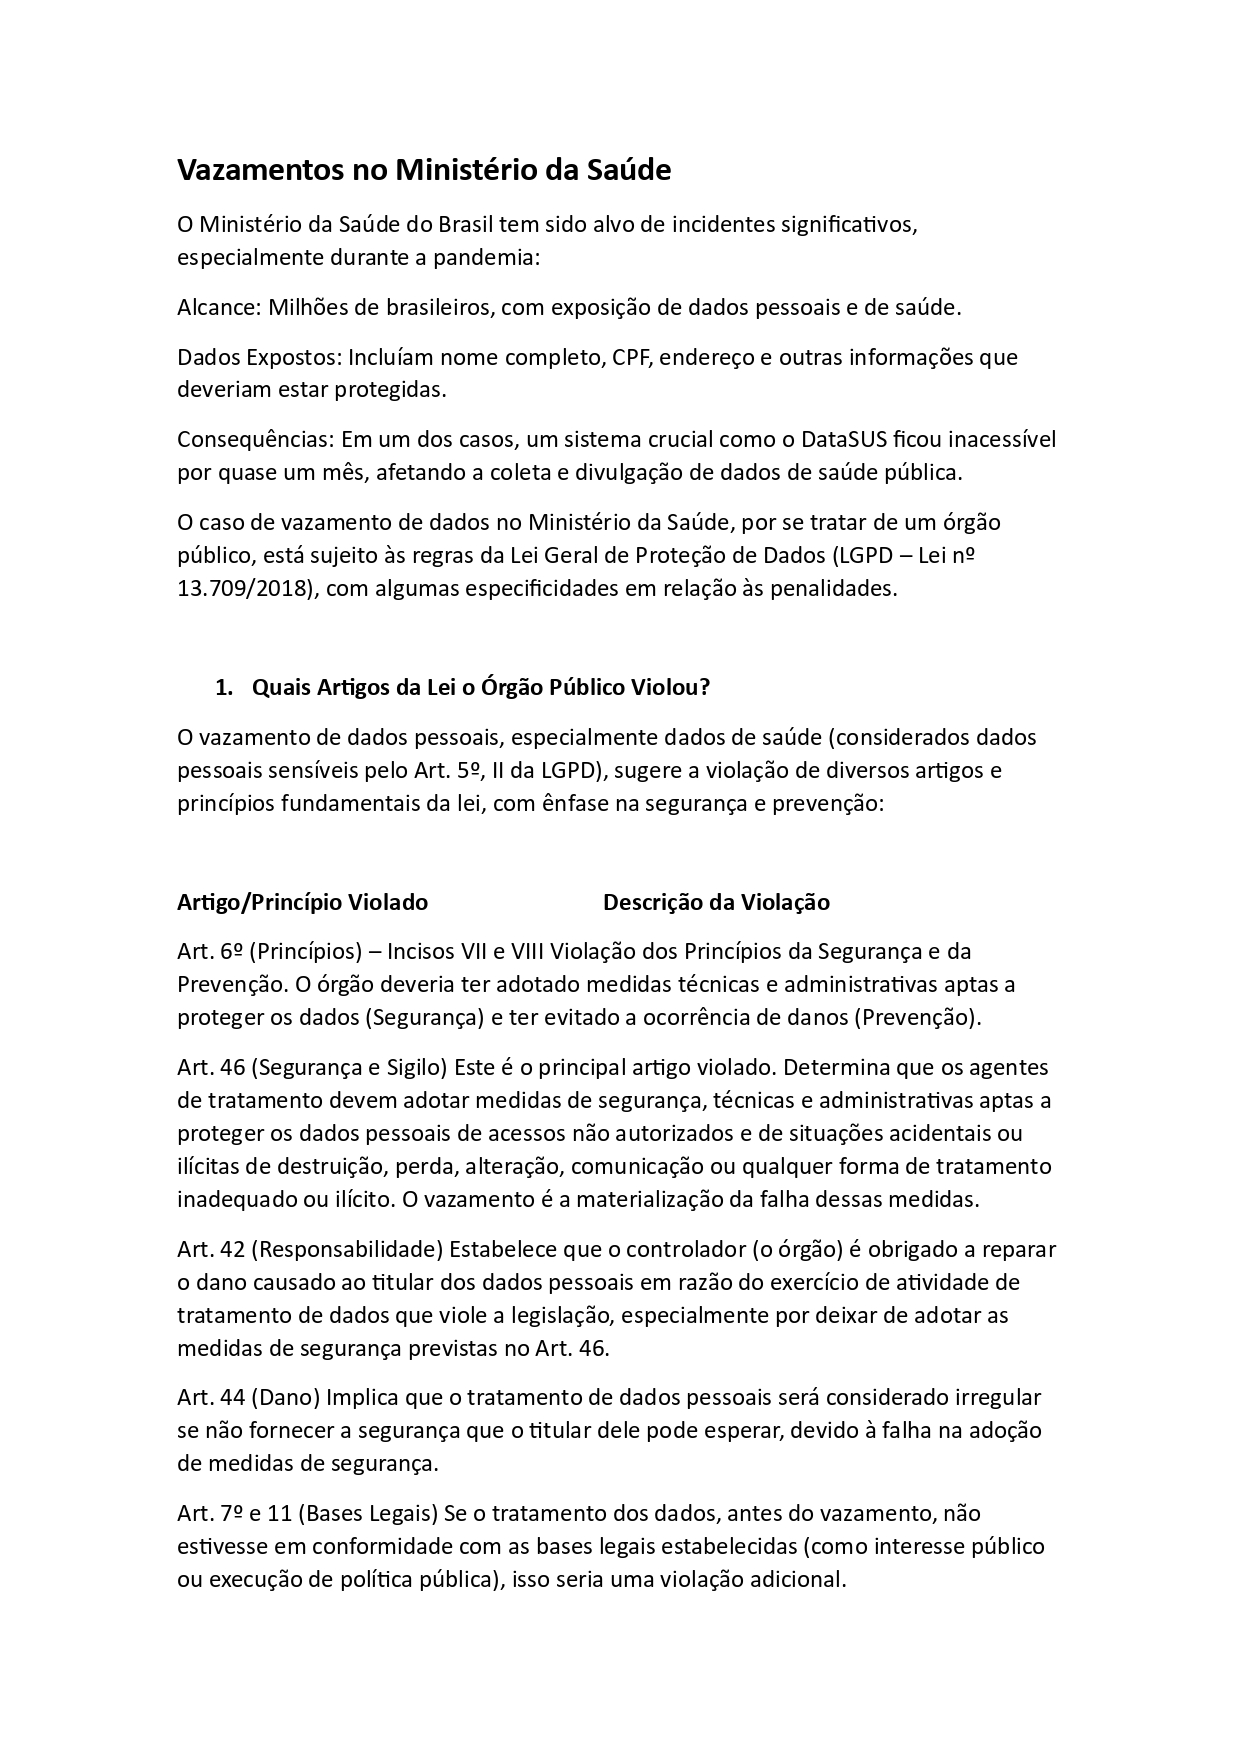 Vazamentos no Ministério da Saúde
O Ministério da Saúde do Brasil tem sido alvo de incidentes significativos,
especialmente durante a pandemia:
Alcance: Milhões de brasileiros, com exposição de dados pessoais e de saúde.
Dados Expostos: Incluíam nome completo, CPF, endereço e outras informações que
deveriam estar protegidas.
Consequências: Em um dos casos, um sistema crucial como o DataSUS ficou inacessível
por quase um mês, afetando a coleta e divulgação de dados de saúde pública.
O caso de vazamento de dados no Ministério da Saúde, por se tratar de um órgão
público, está sujeito às regras da Lei Geral de Proteção de Dados (LGPD – Lei nº
13.709/2018), com algumas especificidades em relação às penalidades.
1. Quais Artigos da Lei o Órgão Público Violou?
O vazamento de dados pessoais, especialmente dados de saúde (considerados dados
pessoais sensíveis pelo Art. 5º, II da LGPD), sugere a violação de diversos artigos e
princípios fundamentais da lei, com ênfase na segurança e prevenção:
Artigo/Princípio Violado Descrição da Violação
Art. 6º (Princípios) – Incisos VII e VIII Violação dos Princípios da Segurança e da
Prevenção. O órgão deveria ter adotado medidas técnicas e administrativas aptas a
proteger os dados (Segurança) e ter evitado a ocorrência de danos (Prevenção).
Art. 46 (Segurança e Sigilo) Este é o principal artigo violado. Determina que os agentes
de tratamento devem adotar medidas de segurança, técnicas e administrativas aptas a
proteger os dados pessoais de acessos não autorizados e de situações acidentais ou
ilícitas de destruição, perda, alteração, comunicação ou qualquer forma de tratamento
inadequado ou ilícito. O vazamento é a materialização da falha dessas medidas.
Art. 42 (Responsabilidade) Estabelece que o controlador (o órgão) é obrigado a reparar
o dano causado ao titular dos dados pessoais em razão do exercício de atividade de
tratamento de dados que viole a legislação, especialmente por deixar de adotar as
medidas de segurança previstas no Art. 46.
Art. 44 (Dano) Implica que o tratamento de dados pessoais será considerado irregular
se não fornecer a segurança que o titular dele pode esperar, devido à falha na adoção
de medidas de segurança.
Art. 7º e 11 (Bases Legais) Se o tratamento dos dados, antes do vazamento, não
estivesse em conformidade com as bases legais estabelecidas (como interesse público
ou execução de política pública), isso seria uma violação adicional.